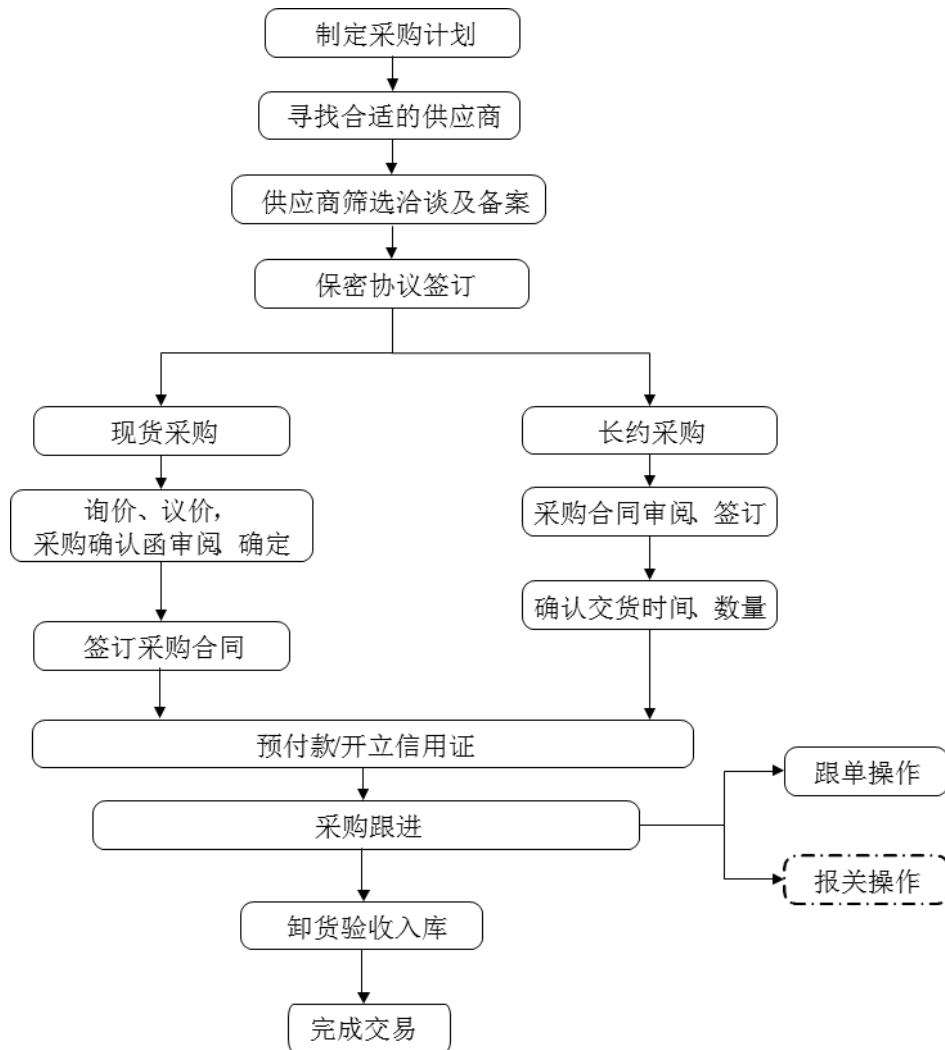 制定采购计划
寻找合适的供应商
供应商筛选洽谈及备案
保密协议签订
现货采购
长约采购
询价、议价，
采购确认函审阅、确定
采购合同审阅、签订
确认交货时间、数量
签订采购合同
预付款/开立信用证
跟单操作
采购跟进
报关操作
卸货验收入库
完成交易